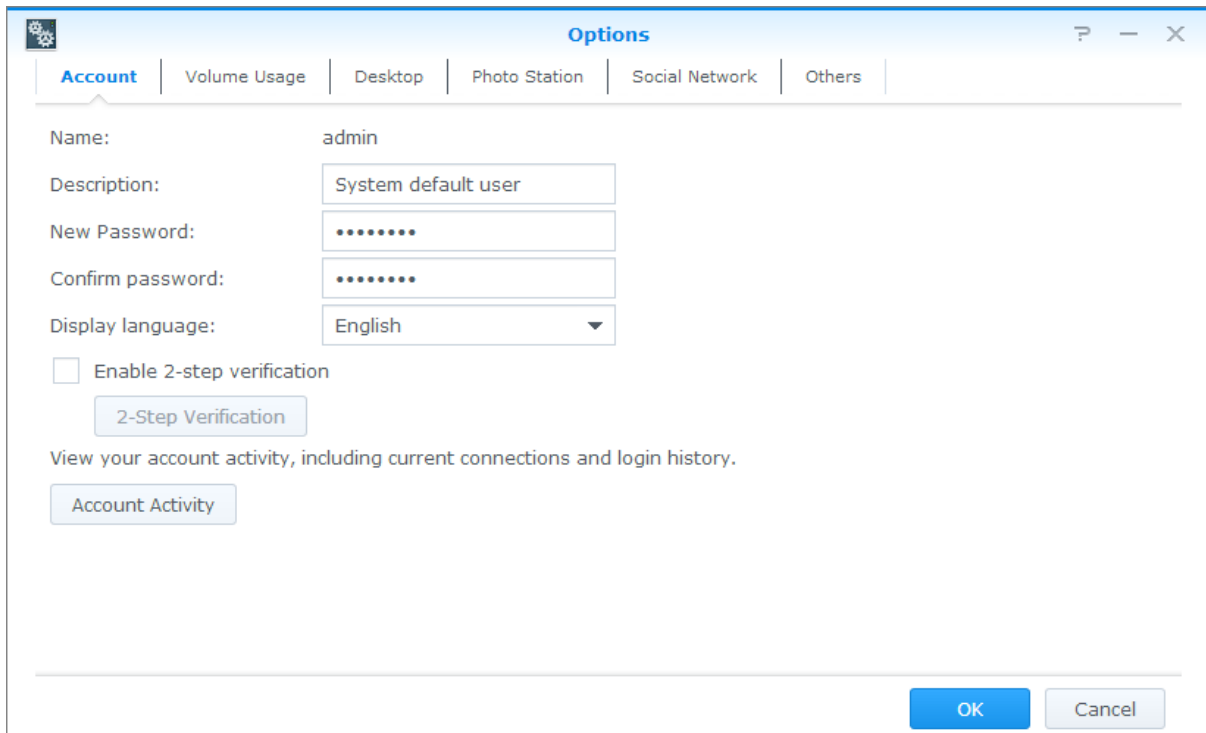 Options
Account Volume Usage Desktop Photo Station Social Network Others
Name: admin
Description: System default user
New Password: ••••••••
Confirm password: ••••••••
Display language: English
Enable 2-step verification
2-Step Verification
View your account activity, including current connections and login history.
Account Activity
OK Cancel